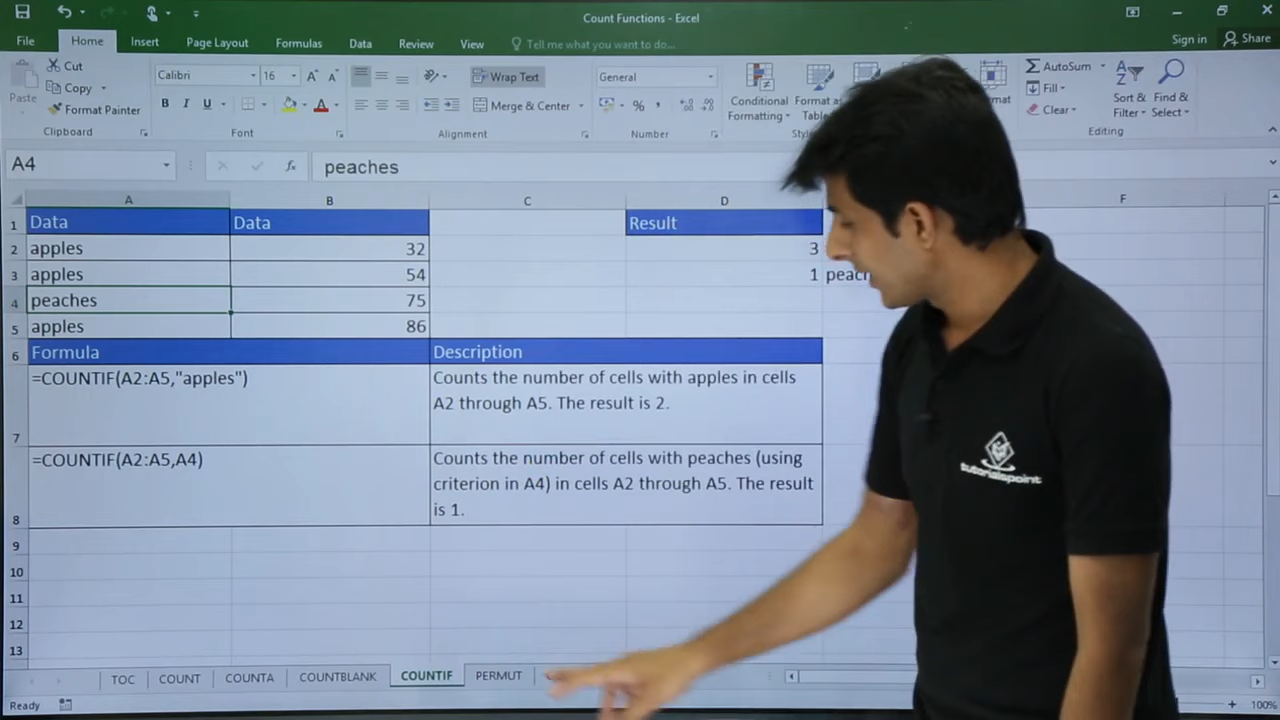 Count Functions - Excel
Sign in
Share
File
Home
Insert
Page Layout
Formulas
Data
Review
View
Tell me what you want to do...
Paste
Cut
Copy
Format Painter
Clipboard
Calibri
16
B I U
Font
Wrap Text
Merge & Center
Alignment
General
%
Number
Conditional
Formatting
Format as
AutoSum
Fill
Clear
Sort &
Filter
Find &
Select
Editing
A4
fx
peaches
A B C D F
1 Data Data Result
2 apples 32 3
3 apples 54 1
4 peaches 75
5 apples 86
6 Formula Description
=COUNTIF(A2:A5,"apples") Counts the number of cells with apples in cells
A2 through A5. The result is 2.
7
=COUNTIF(A2:A5,A4) Counts the number of cells with peaches (using
criterion in A4) in cells A2 through A5. The result
8 is 1.
9
10
11
12
13
TOC COUNT COUNTA COUNTBLANK COUNTIF PERMUT
Ready
100%
tutorialspoint